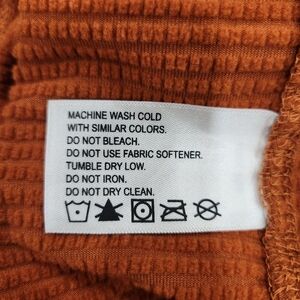 MACHINE WASH COLD
WITH SIMILAR COLORS.
DO NOT BLEACH.
DO NOT USE FABRIC SOFTENER.
TUMBLE DRY LOW.
DO NOT IRON.
DO NOT DRY CLEAN.